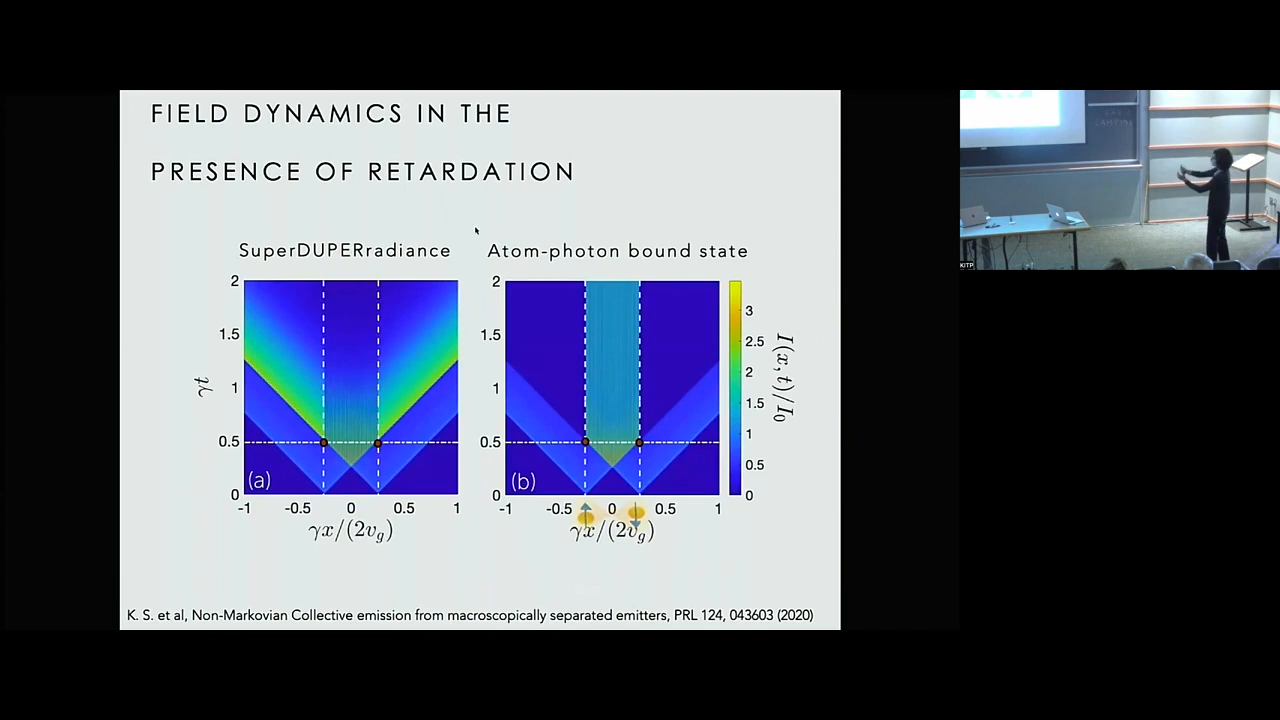 FIELD DYNAMICS IN THE
PRESENCE OF RETARDATION
SuperDUPERradiance
Atom-photon bound state
2
1.5
1
0.5
0
γt
(a)
-1 -0.5 0 0.5 1
γx/(2v_g)
2
1.5
1
0.5
0
(b)
-1 -0.5 0 0.5 1
γx/(2v_g)
3
2.5
2
1.5
1
0.5
0
I(x, t)/I_0
K. S. et al, Non-Markovian Collective emission from macroscopically separated emitters, PRL 124, 043603 (2020)
KITP